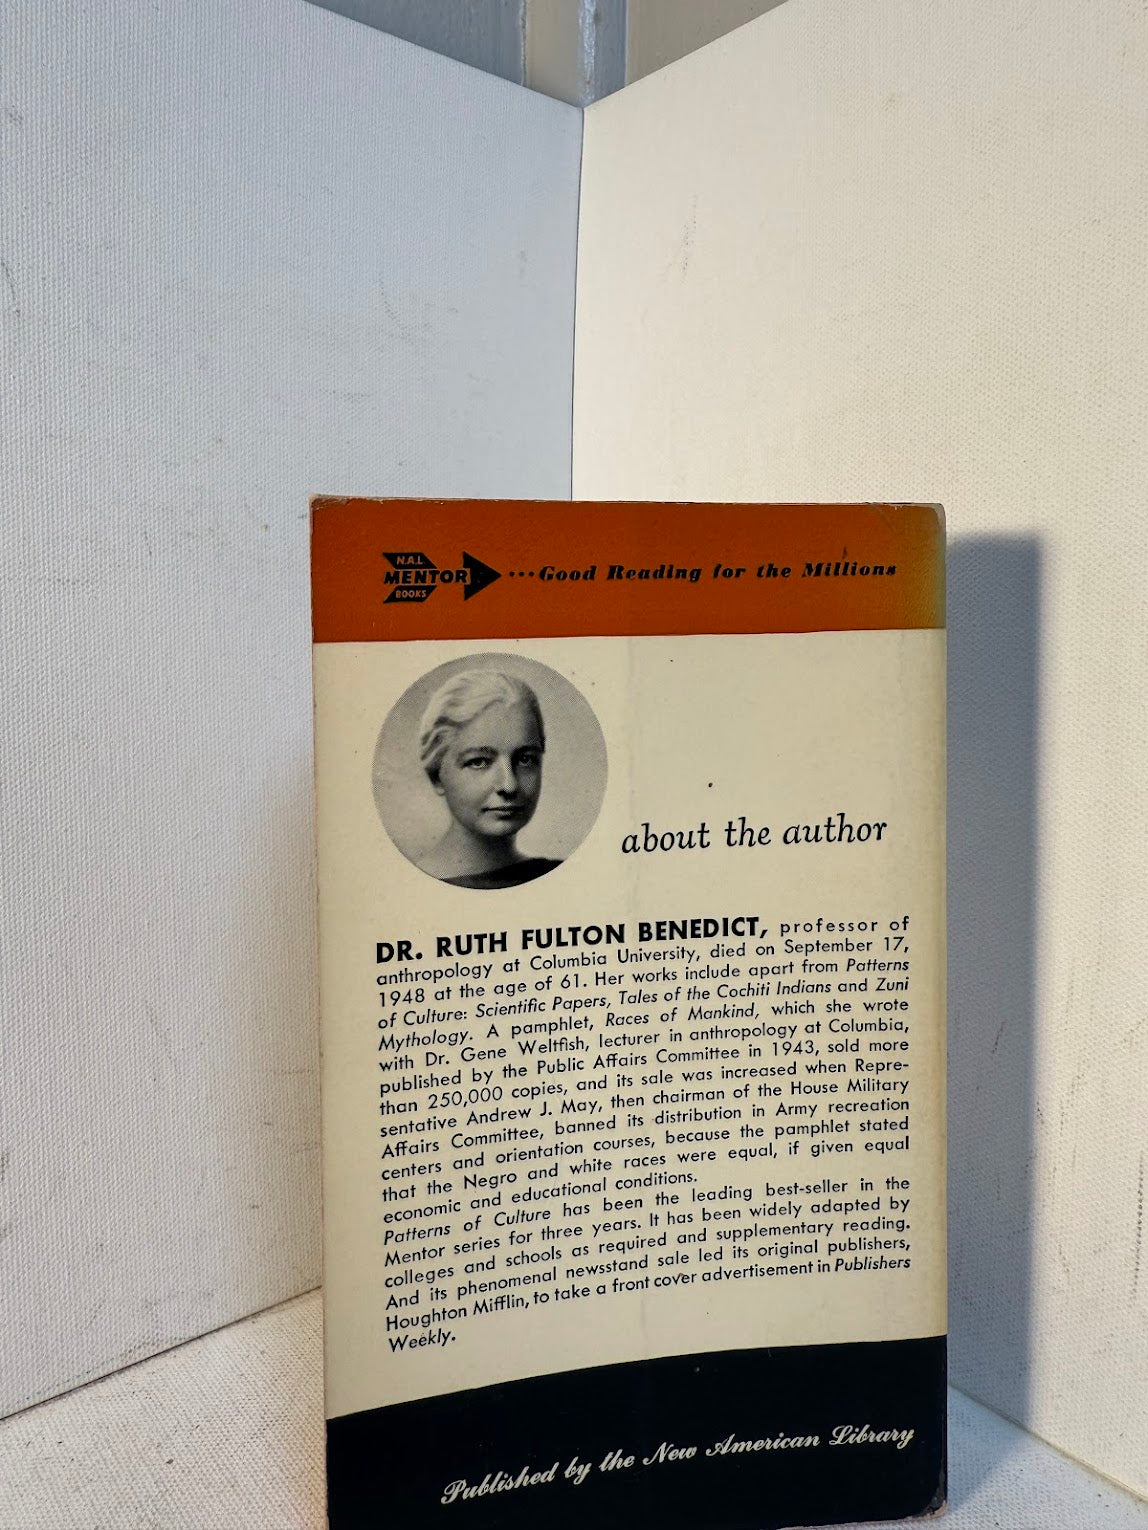 N.A.L
MENTOR
BOOKS
...Good Reading for the Millions
about the author
DR. RUTH FULTON BENEDICT, professor of
anthropology at Columbia University, died on September 17,
1948 at the age of 61. Her works include apart from Patterns
of Culture: Scientific Papers, Tales of the Cochiti Indians and Zuni
Mythology. A pamphlet, Races of Mankind, which she wrote
with Dr. Gene Weltfish, lecturer in anthropology at Columbia,
published by the Public Affairs Committee in 1943, sold more
than 250,000 copies, and its sale was increased when Repre-
sentative Andrew J. May, then chairman of the House Military
Affairs Committee, banned its distribution in Army recreation
centers and orientation courses, because the pamphlet stated
that the Negro and white races were equal, if given equal
economic and educational conditions.
Patterns of Culture has been the leading best-seller in the
Mentor series for three years. It has been widely adapted by
colleges and schools as required and supplementary reading.
And its phenomenal newsstand sale led its original publishers,
Houghton Mifflin, to take a front cover advertisement in Publishers
Weekly.
Published by the New American Library